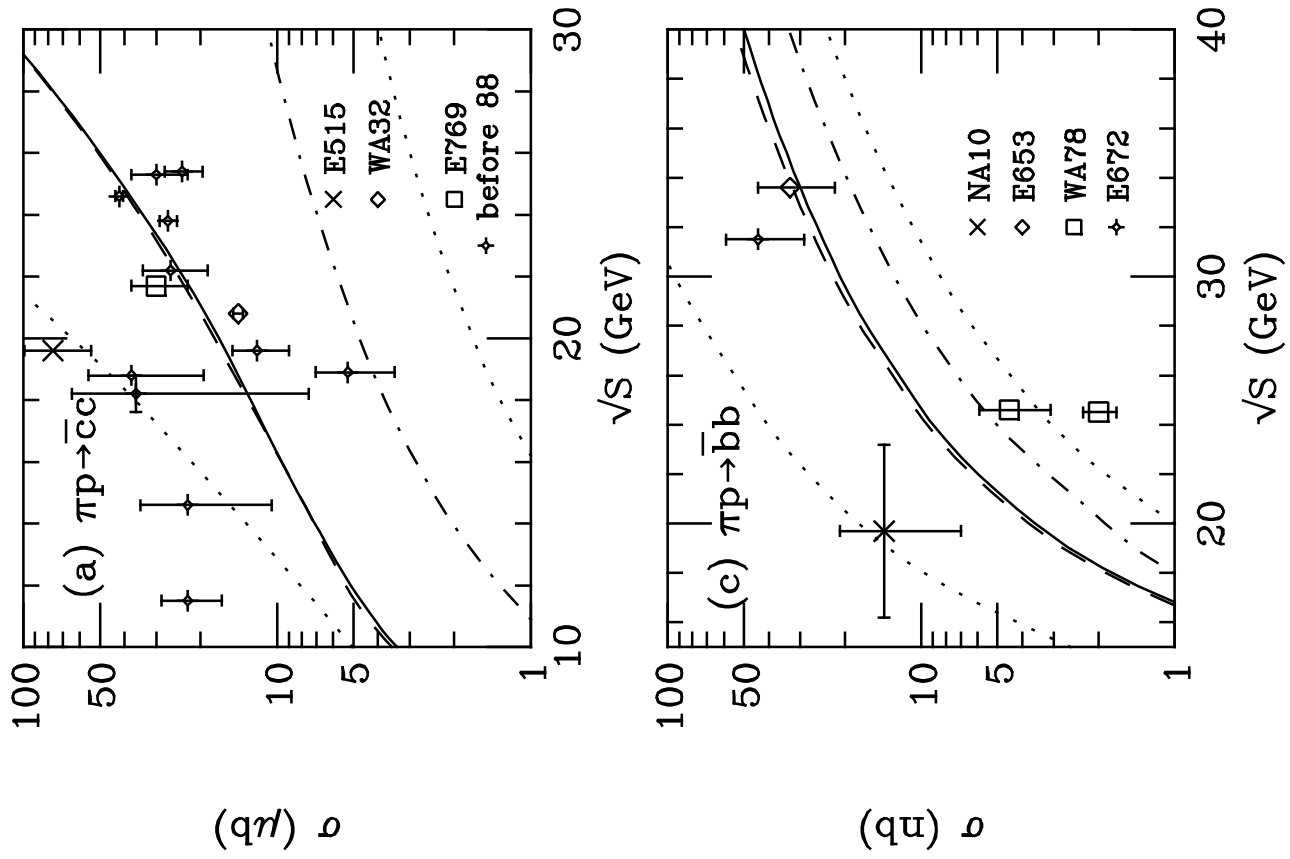 (a) πp→c̅c
100
50
10
5
1
10
20
30
σ (μb)
√S (GeV)
E515
WA32
E769
before 88
(c) πp→b̅b
100
50
10
5
1
20
30
40
σ (nb)
√S (GeV)
NA10
E653
WA78
E672